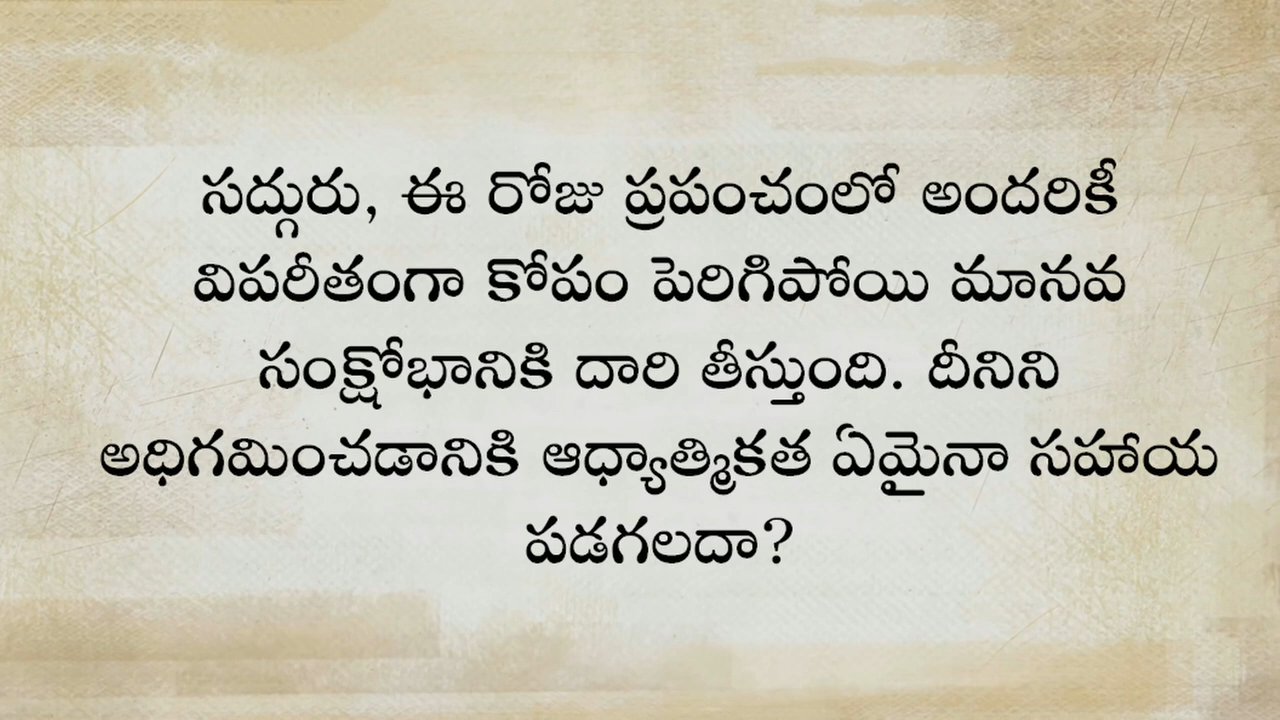 సద్గురు, ఈ రోజు ప్రపంచంలో అందరికీ
విపరీతంగా కోపం పెరిగిపోయి మానవ
సంక్షోభానికి దారి తీస్తుంది. దీనిని
అధిగమించడానికి ఆధ్యాత్మికత ఏమైనా సహాయ
పడగలదా?